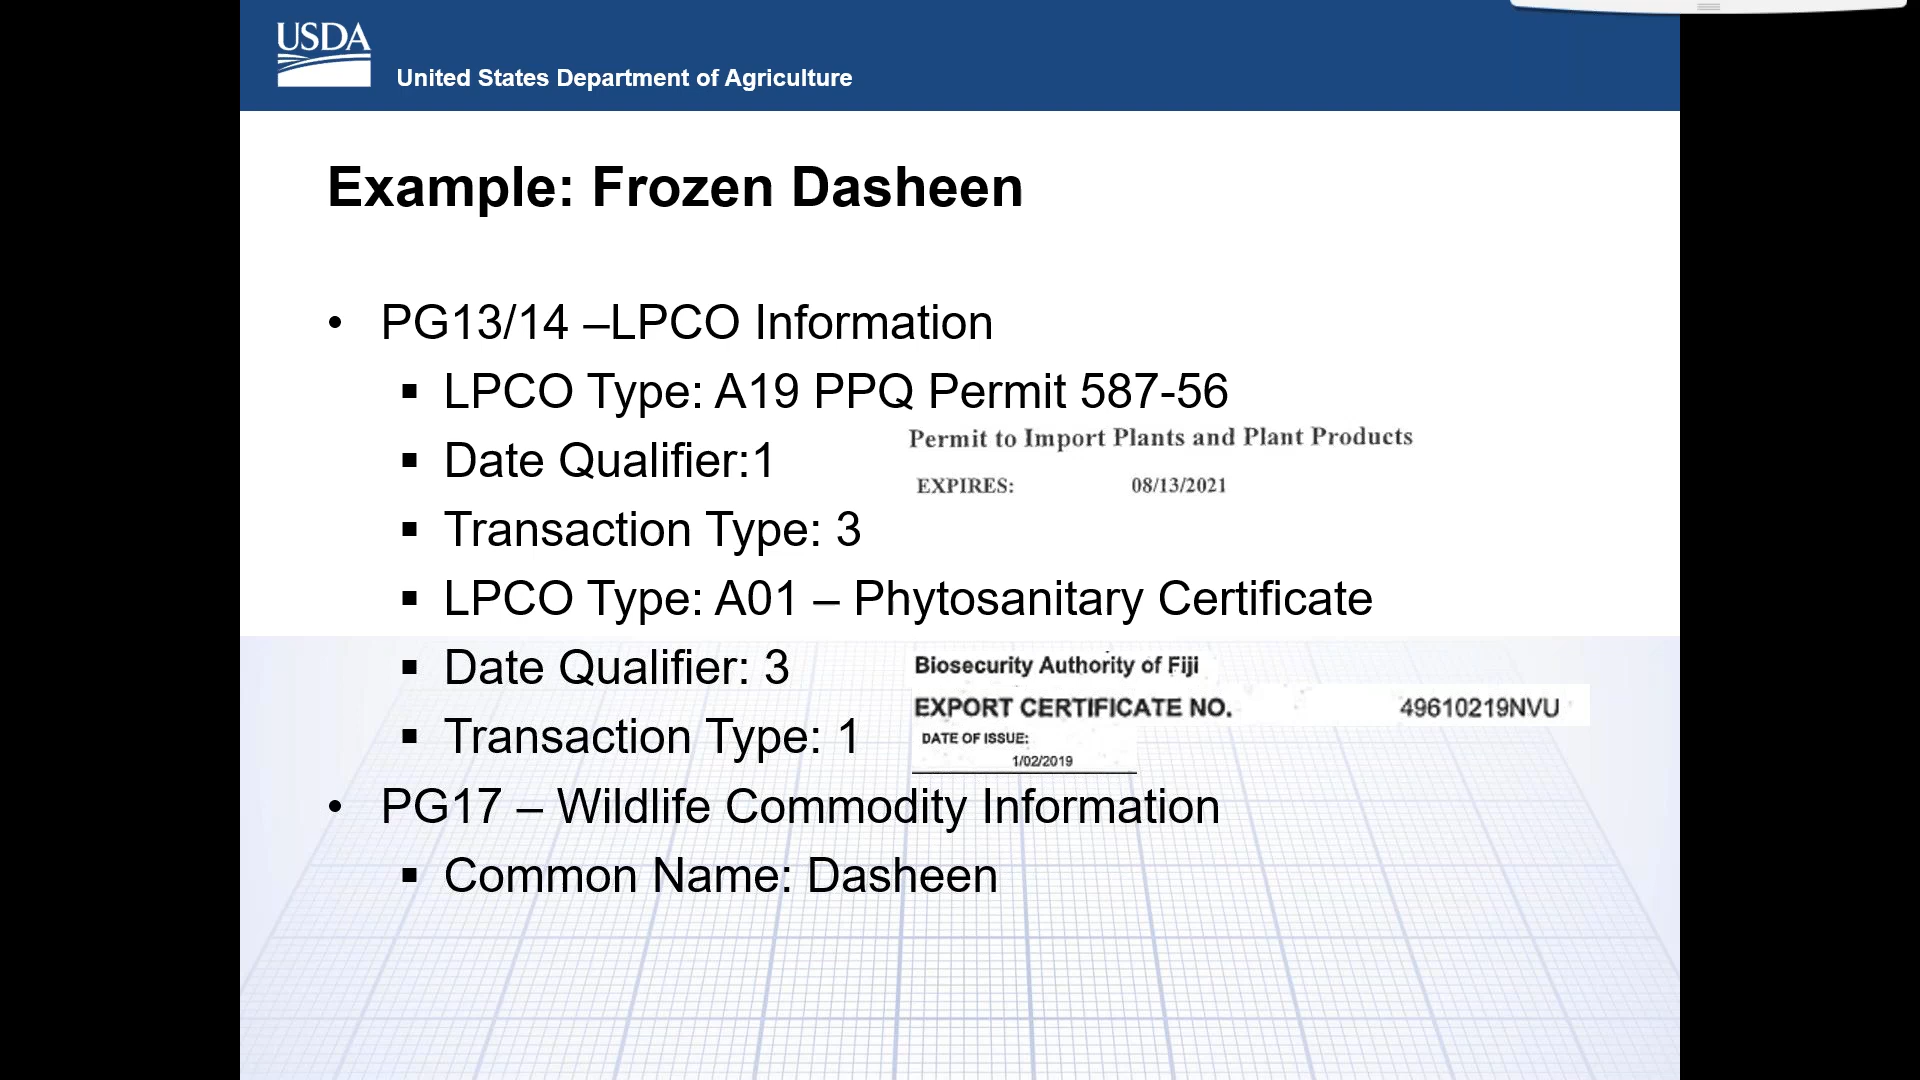 USDA
United States Department of Agriculture
Example: Frozen Dasheen
• PG13/14 –LPCO Information
▪ LPCO Type: A19 PPQ Permit 587-56
Permit to Import Plants and Plant Products
▪ Date Qualifier:1
EXPIRES: 08/13/2021
▪ Transaction Type: 3
▪ LPCO Type: A01 – Phytosanitary Certificate
▪ Date Qualifier: 3
Biosecurity Authority of Fiji
EXPORT CERTIFICATE NO. 49610219NVU
▪ Transaction Type: 1
DATE OF ISSUE:
1/02/2019
• PG17 – Wildlife Commodity Information
▪ Common Name: Dasheen